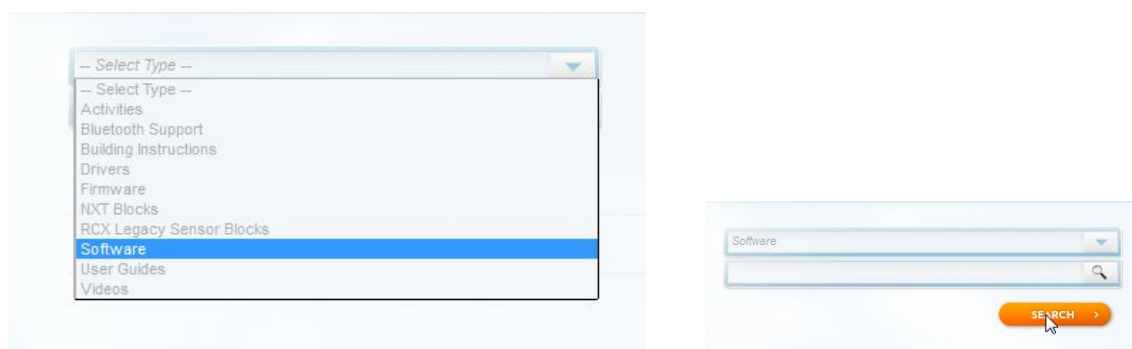 -- Select Type --
-- Select Type --
Activities
Bluetooth Support
Building Instructions
Drivers
Firmware
NXT Blocks
RCX Legacy Sensor Blocks
Software
User Guides
Videos
Software
SEARCH >